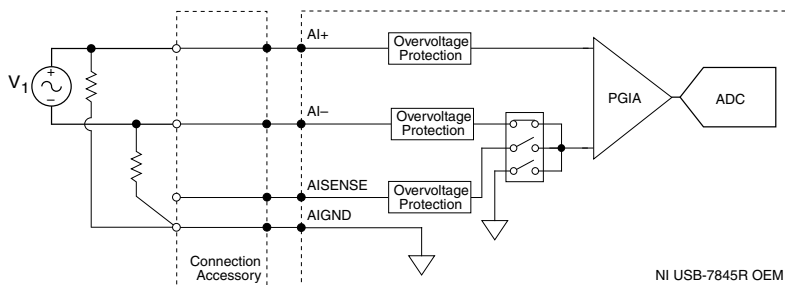 AI+
Overvoltage
Protection
+
V1
–
PGIA
ADC
AI–
Overvoltage
Protection
AISENSE
Overvoltage
Protection
AIGND
Connection
Accessory
NI USB-7845R OEM